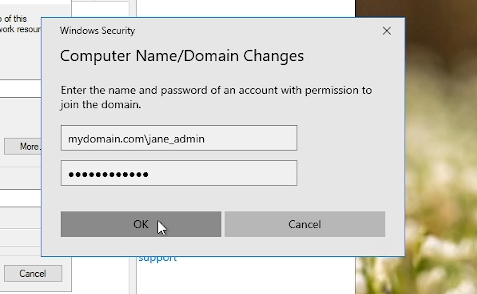 o of this
Windows Security
work resour
Computer Name/Domain Changes
Enter the name and password of an account with permission to
join the domain.
mydomain.com\jane_admin
●●●●●●●●●●●●
More.
OK
Cancel
support
Cancel